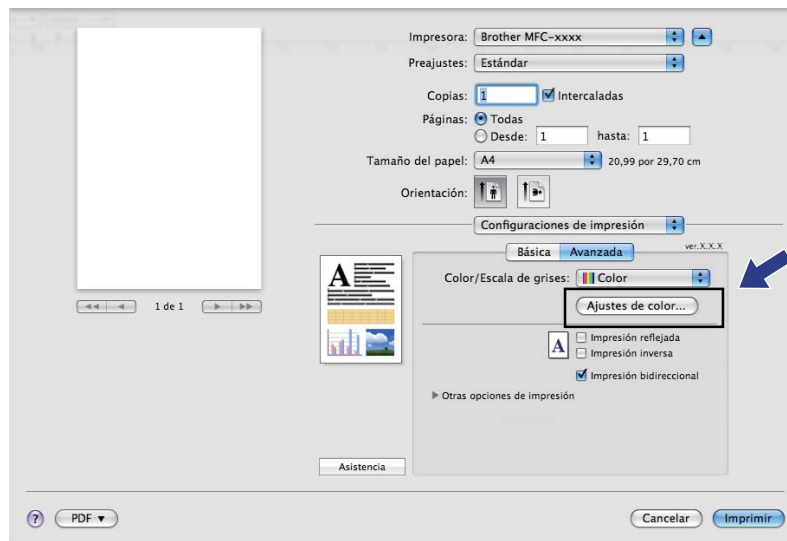 Impresora: Brother MFC-xxxx
Preajustes: Estándar
Copias: 1 Intercaladas
Páginas: Todas
Desde: 1 hasta: 1
Tamaño del papel: A4 20,99 por 29,70 cm
Orientación:
Configuraciones de impresión
ver.X.X.X
Básica Avanzada
Color/Escala de grises: Color
Ajustes de color...
A Impresión reflejada
Impresión inversa
Impresión bidireccional
Otras opciones de impresión
A
1 de 1
Asistencia
? PDF Cancelar Imprimir